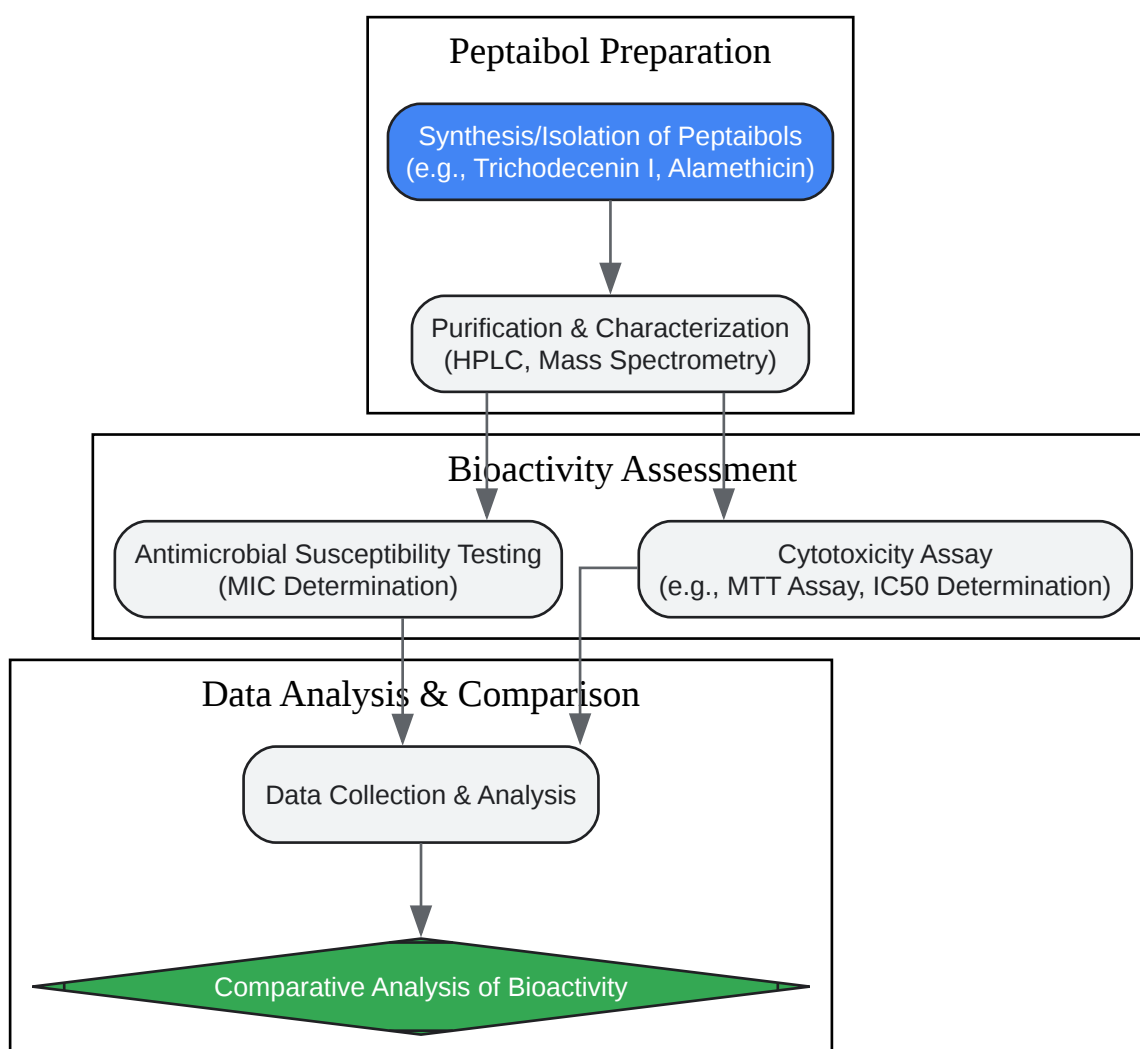 Peptaibol Preparation
Synthesis/Isolation of Peptaibols
(e.g., Trichodecenin I, Alamethicin)
Purification & Characterization
(HPLC, Mass Spectrometry)
Bioactivity Assessment
Antimicrobial Susceptibility Testing
(MIC Determination)
Cytotoxicity Assay
(e.g., MTT Assay, IC50 Determination)
Data Analysis & Comparison
Data Collection & Analysis
Comparative Analysis of Bioactivity